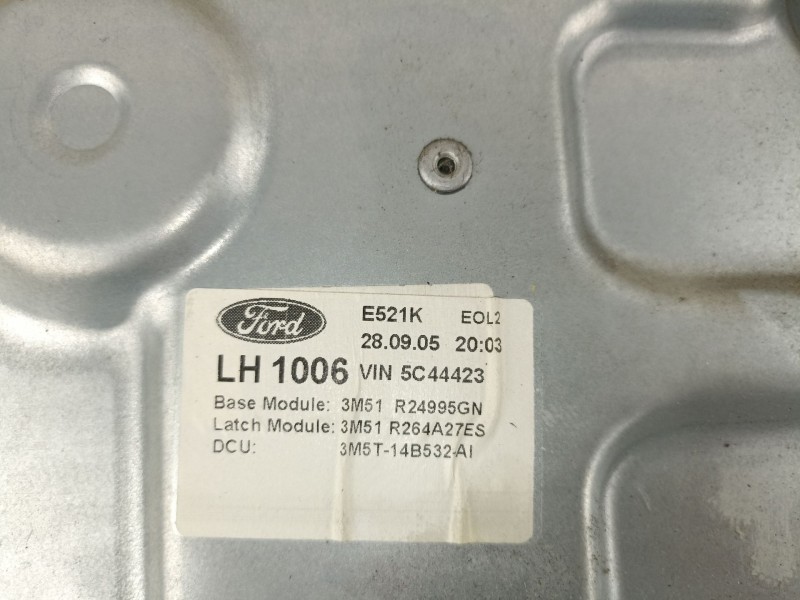 Ford
E521K EOL2
28.09.05 20:03
LH 1006 VIN 5C44423
Base Module: 3M51 R24995GN
Latch Module: 3M51 R264A27ES
DCU: 3M5T-14B532-AI